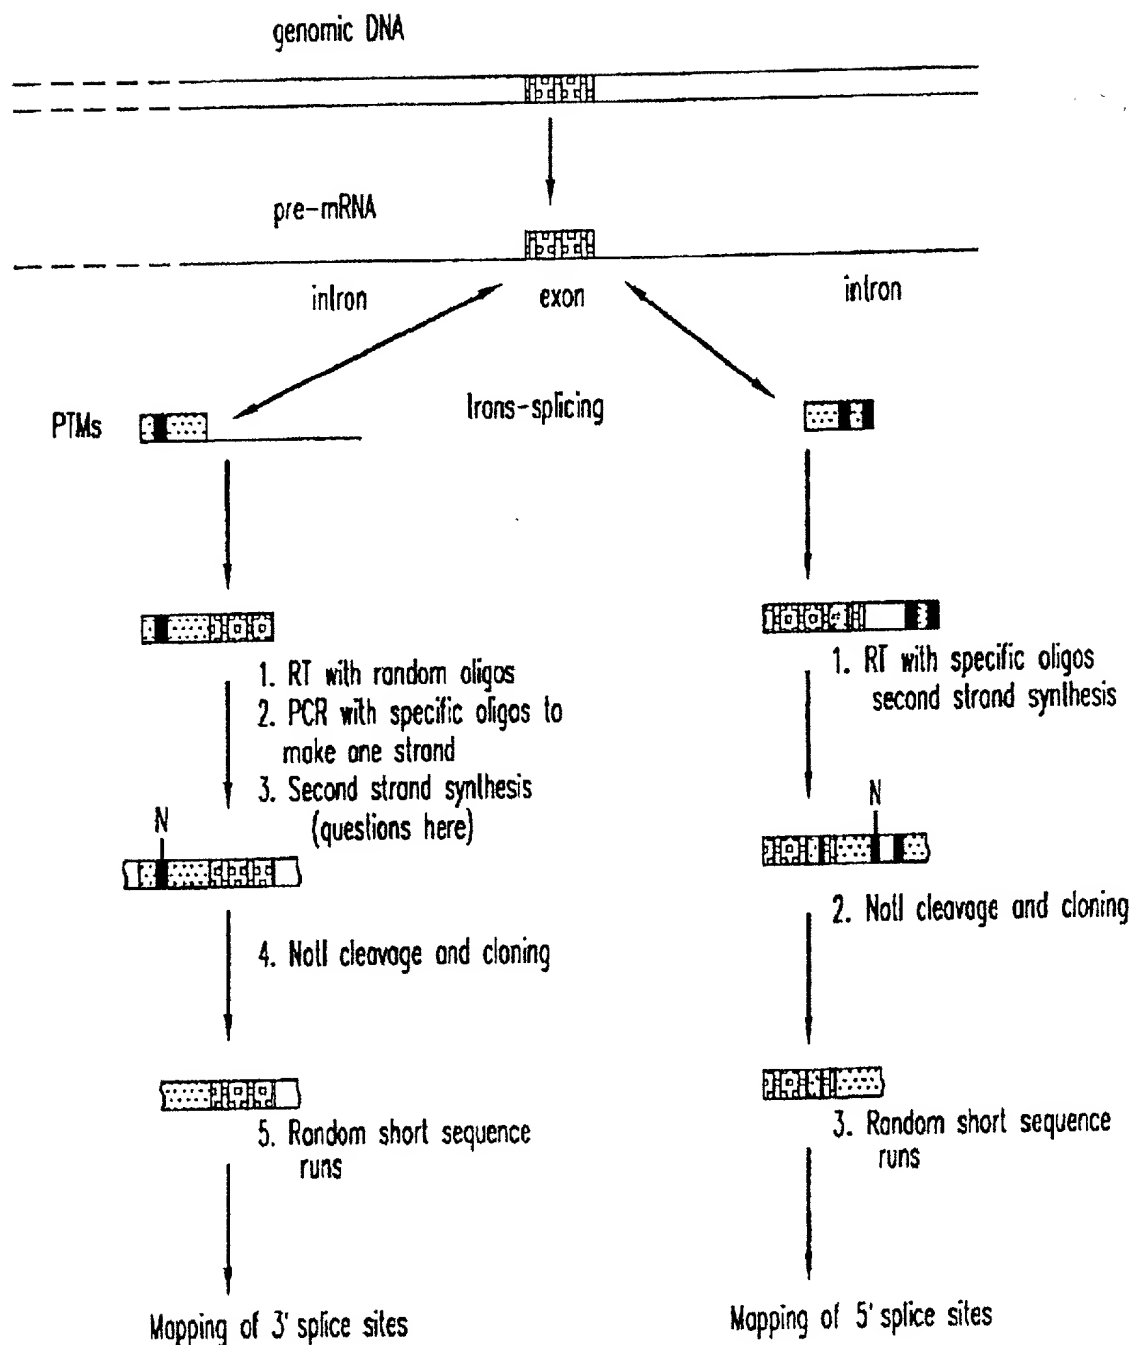 genomic DNA
pre-mRNA
intron
exon
intron
PTMs
Trans-splicing
1. RT with random oligos
2. PCR with specific oligos to
make one strand
3. Second strand synthesis
(questions here)
1. RT with specific oligos
second strand synthesis
N
N
4. NotI cleavage and cloning
2. NotI cleavage and cloning
5. Random short sequence
runs
3. Random short sequence
runs
Mapping of 3' splice sites
Mapping of 5' splice sites